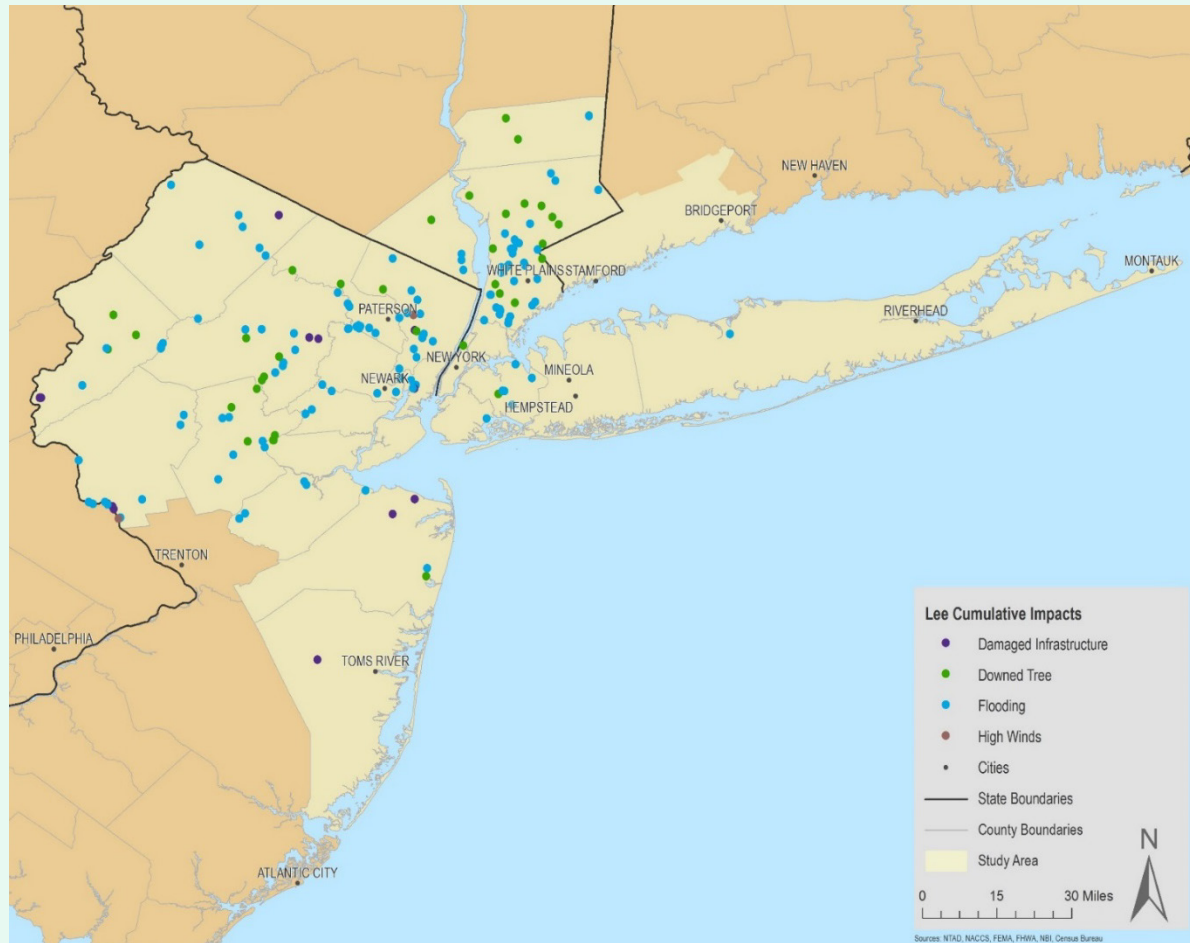 NEW HAVEN
BRIDGEPORT
MONTAUK
WHITE PLAINS STAMFORD
PATERSON
RIVERHEAD
NEW YORK
MINEOLA
NEWARK
HEMPSTEAD
TRENTON
PHILADELPHIA
TOMS RIVER
ATLANTIC CITY
Lee Cumulative Impacts
Damaged Infrastructure
Downed Tree
Flooding
High Winds
Cities
State Boundaries
County Boundaries
Study Area
N
0 15 30 Miles
Sources: NTAD, NACCS, FEMA, FHWA, NBI, Census Bureau